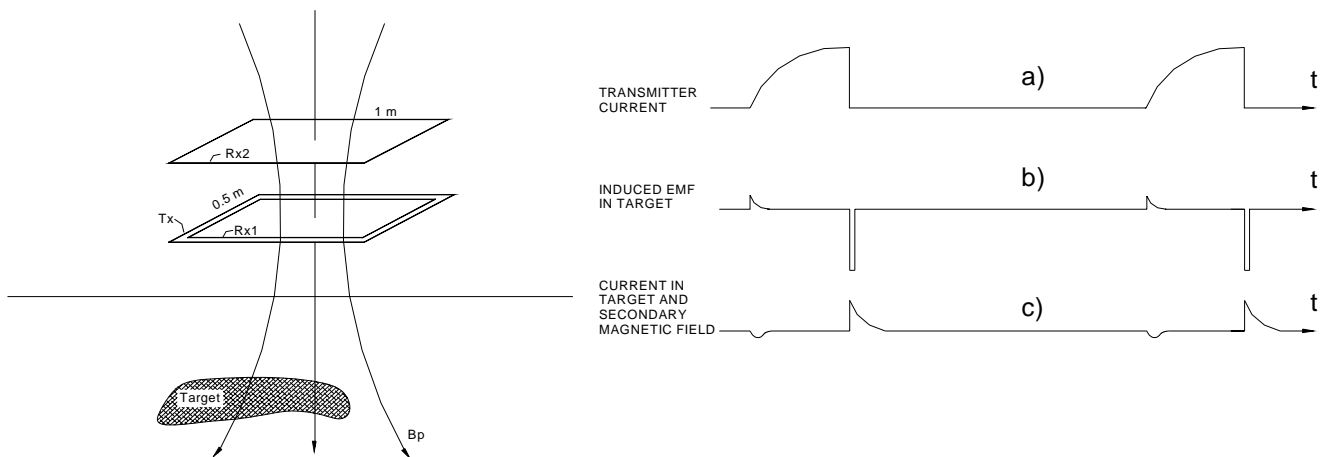 1 m
Rx2
0.5 m
Tx
Rx1
Target
Bp
a)
t
TRANSMITTER
CURRENT
b)
t
INDUCED EMF
IN TARGET
CURRENT IN
TARGET AND
SECONDARY
MAGNETIC FIELD
c)
t